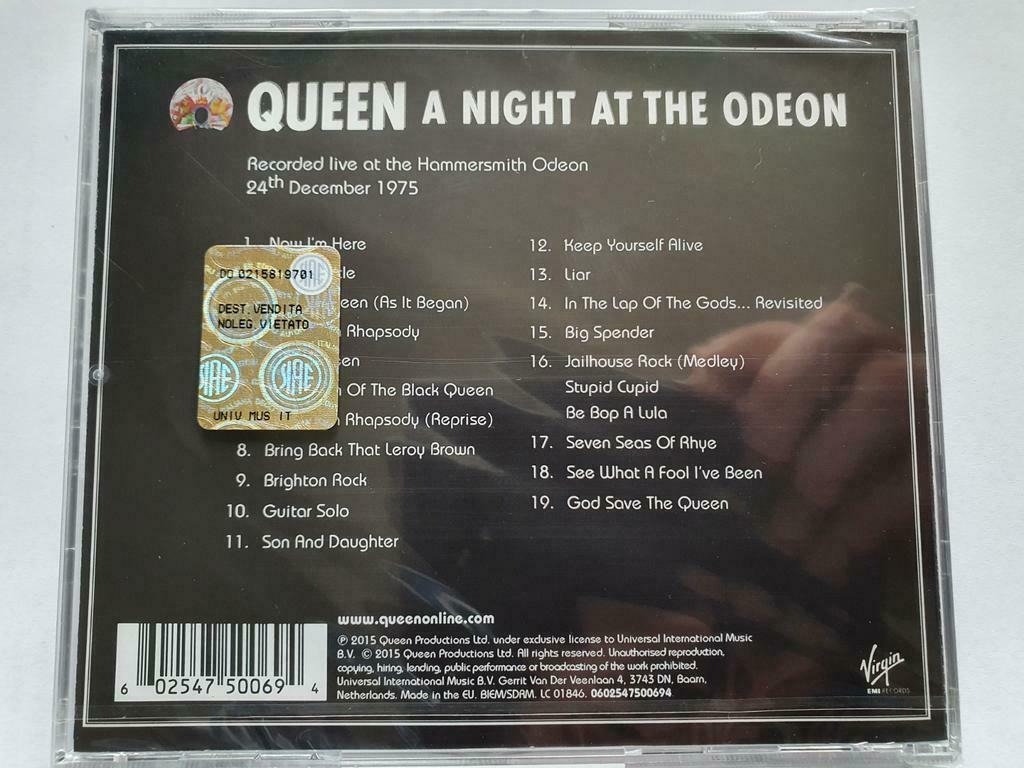 QUEEN A NIGHT AT THE ODEON
Recorded live at the Hammersmith Odeon
24th December 1975
1. Now I'm Here
een (As It Began)
Rhapsody
een
Of The Black Queen
Rhapsody (Reprise)
8. Bring Back That Leroy Brown
9. Brighton Rock
10. Guitar Solo
11. Son And Daughter
12. Keep Yourself Alive
13. Liar
14. In The Lap Of The Gods... Revisited
15. Big Spender
16. Jailhouse Rock (Medley)
Stupid Cupid
Be Bop A Lula
17. Seven Seas Of Rhye
18. See What A Fool I've Been
19. God Save The Queen
DO 0215819701
DEST. VENDITA
NOLEG. VIETATO
SIAE
UNIV MUS IT
www.queenonline.com
℗ 2015 Queen Productions Ltd. under exclusive license to Universal International Music
B.V. © 2015 Queen Productions Ltd. All rights reserved. Unauthorised reproduction,
copying, hiring, lending, public performance or broadcasting of the work prohibited.
Universal International Music B.V. Gerrit Van Der Veenlaan 4, 3743 DN, Baarn,
Netherlands. Made in the EU. BIEM/SDRM. LC 01846. 0602547500694
6 02547 50069 4
Virgin
EMI RECORDS